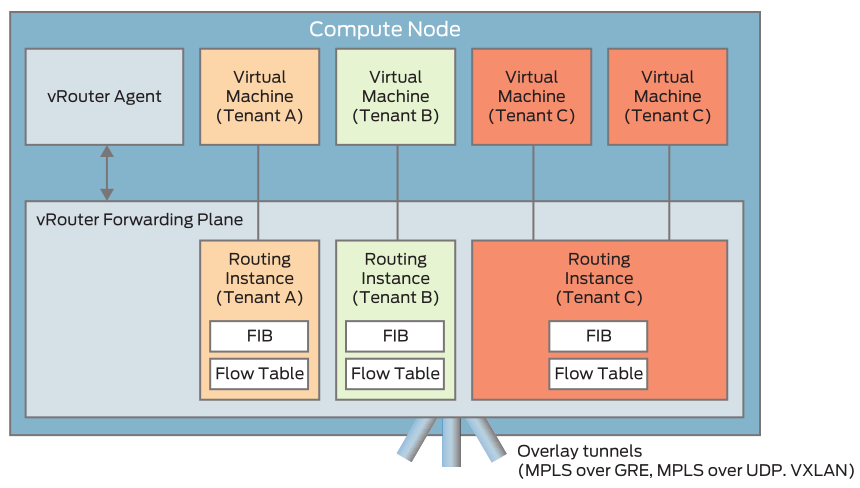 Compute Node
vRouter Agent
Virtual
Machine
(Tenant A)
Virtual
Machine
(Tenant B)
Virtual
Machine
(Tenant C)
Virtual
Machine
(Tenant C)
vRouter Forwarding Plane
Routing
Instance
(Tenant A)
FIB
Flow Table
Routing
Instance
(Tenant B)
FIB
Flow Table
Routing
Instance
(Tenant C)
FIB
Flow Table
Overlay tunnels
(MPLS over GRE, MPLS over UDP. VXLAN)